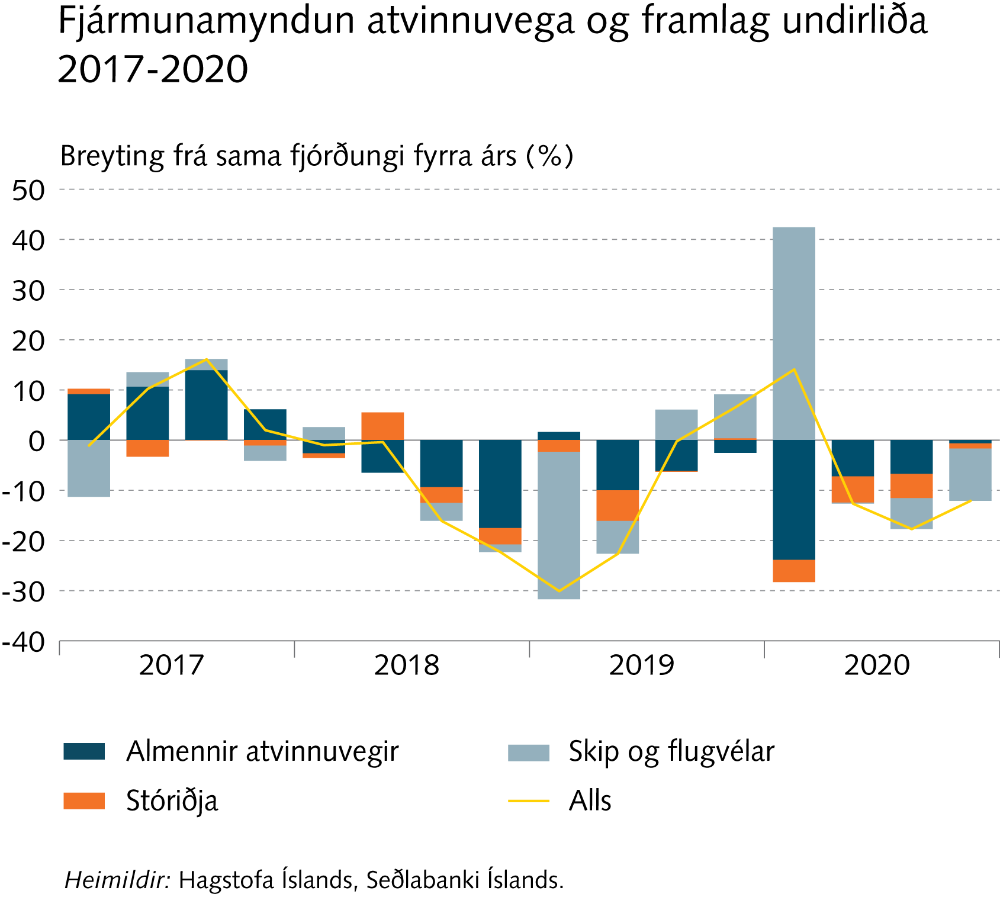 Fjármunamyndun atvinnuvega og framlag undirliða
2017-2020
Breyting frá sama fjórðungi fyrra árs (%)
50
40
30
20
10
0
-10
-20
-30
-40
2017 2018 2019 2020
Almennir atvinnuvegir Skip og flugvélar
Stóriðja Alls
Heimildir: Hagstofa Íslands, Seðlabanki Íslands.